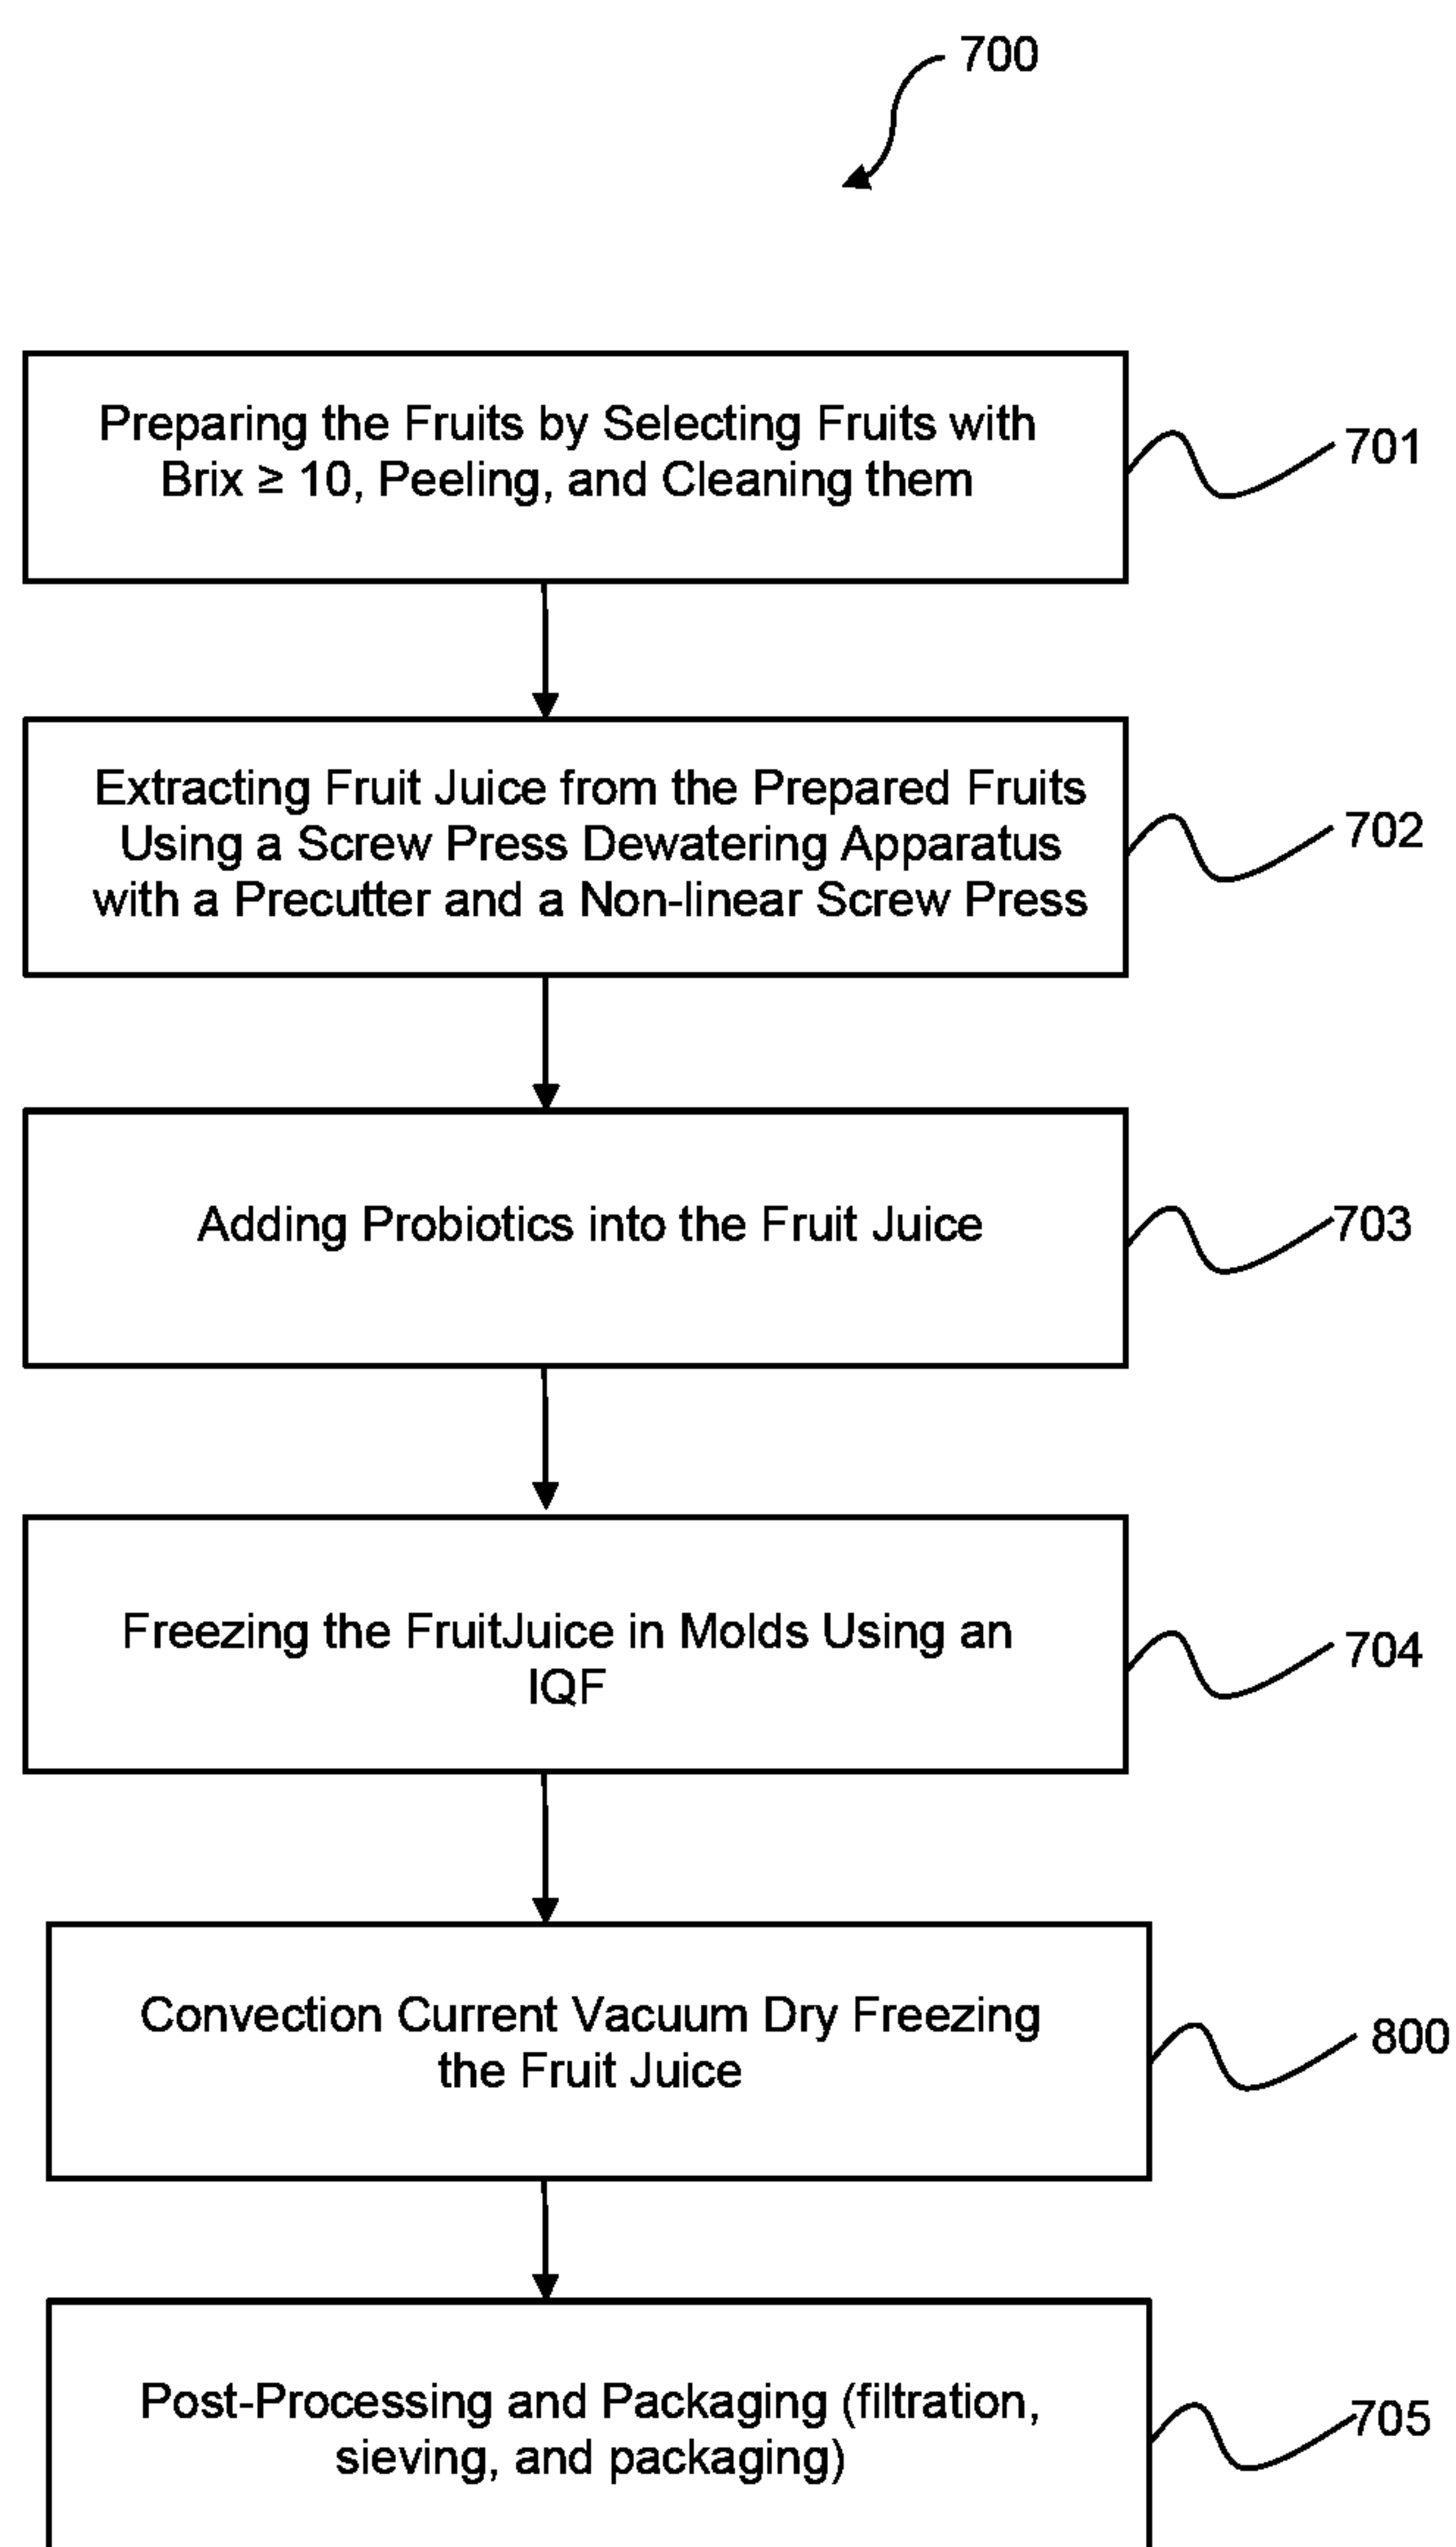 700
Preparing the Fruits by Selecting Fruits with
Brix ≥ 10, Peeling, and Cleaning them
701
Extracting Fruit Juice from the Prepared Fruits
Using a Screw Press Dewatering Apparatus
with a Precutter and a Non-linear Screw Press
702
Adding Probiotics into the Fruit Juice
703
Freezing the FruitJuice in Molds Using an
IQF
704
Convection Current Vacuum Dry Freezing
the Fruit Juice
800
Post-Processing and Packaging (filtration,
sieving, and packaging)
705